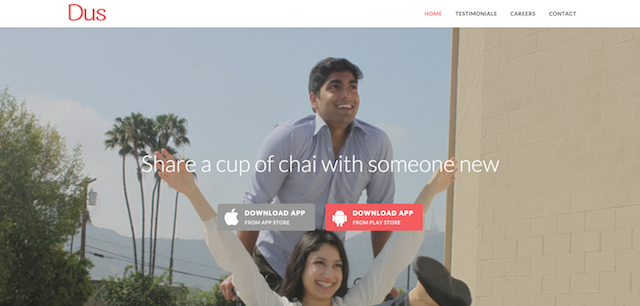 Dus
HOME TESTIMONIALS CAREERS CONTACT
Share a cup of chai with someone new
DOWNLOAD APP
FROM APP STORE
DOWNLOAD APP
FROM PLAY STORE